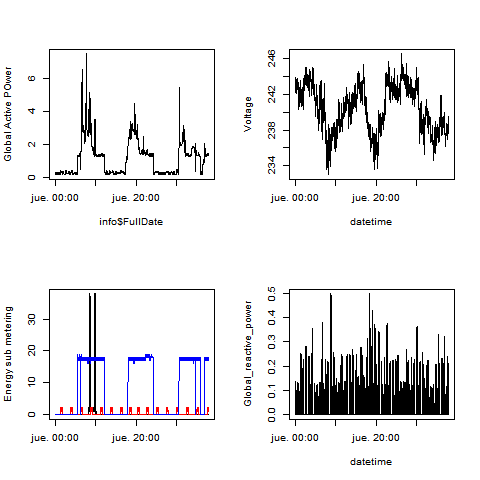 Global Active POwer
0 2 4 6
jue. 00:00 jue. 20:00
info$FullDate
Voltage
234 238 242 246
jue. 00:00 jue. 20:00
datetime
Energy sub metering
0 10 20 30
jue. 00:00 jue. 20:00
Global_reactive_power
0.0 0.1 0.2 0.3 0.4 0.5
jue. 00:00 jue. 20:00
datetime